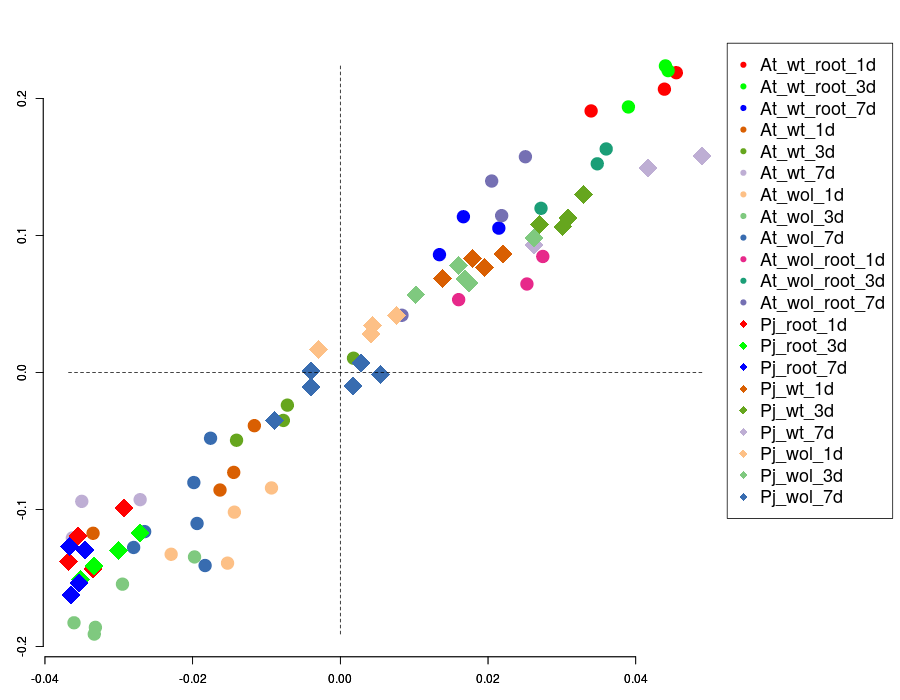 At_wt_root_1d
At_wt_root_3d
At_wt_root_7d
At_wt_1d
At_wt_3d
At_wt_7d
At_wol_1d
At_wol_3d
At_wol_7d
At_wol_root_1d
At_wol_root_3d
At_wol_root_7d
Pj_root_1d
Pj_root_3d
Pj_root_7d
Pj_wt_1d
Pj_wt_3d
Pj_wt_7d
Pj_wol_1d
Pj_wol_3d
Pj_wol_7d
0.2
0.1
0.0
-0.1
-0.2
-0.04 -0.02 0.00 0.02 0.04